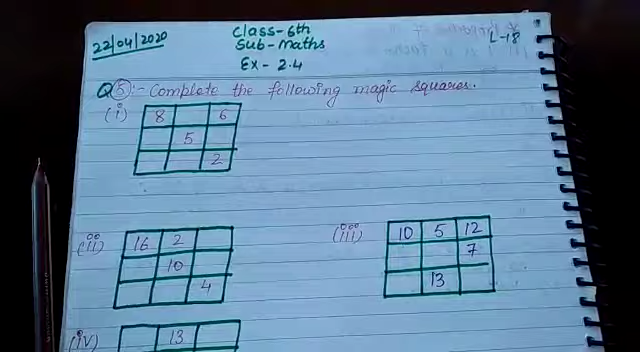 22/04/2020
Class-6th
L-18
Sub-Maths
Ex-2.4
Q(5):- Complete the following magic squares.
(i)
8 6
5
2
(ii)
16 2
10
4
(iii)
10 5 12
7
13
(iv)
13